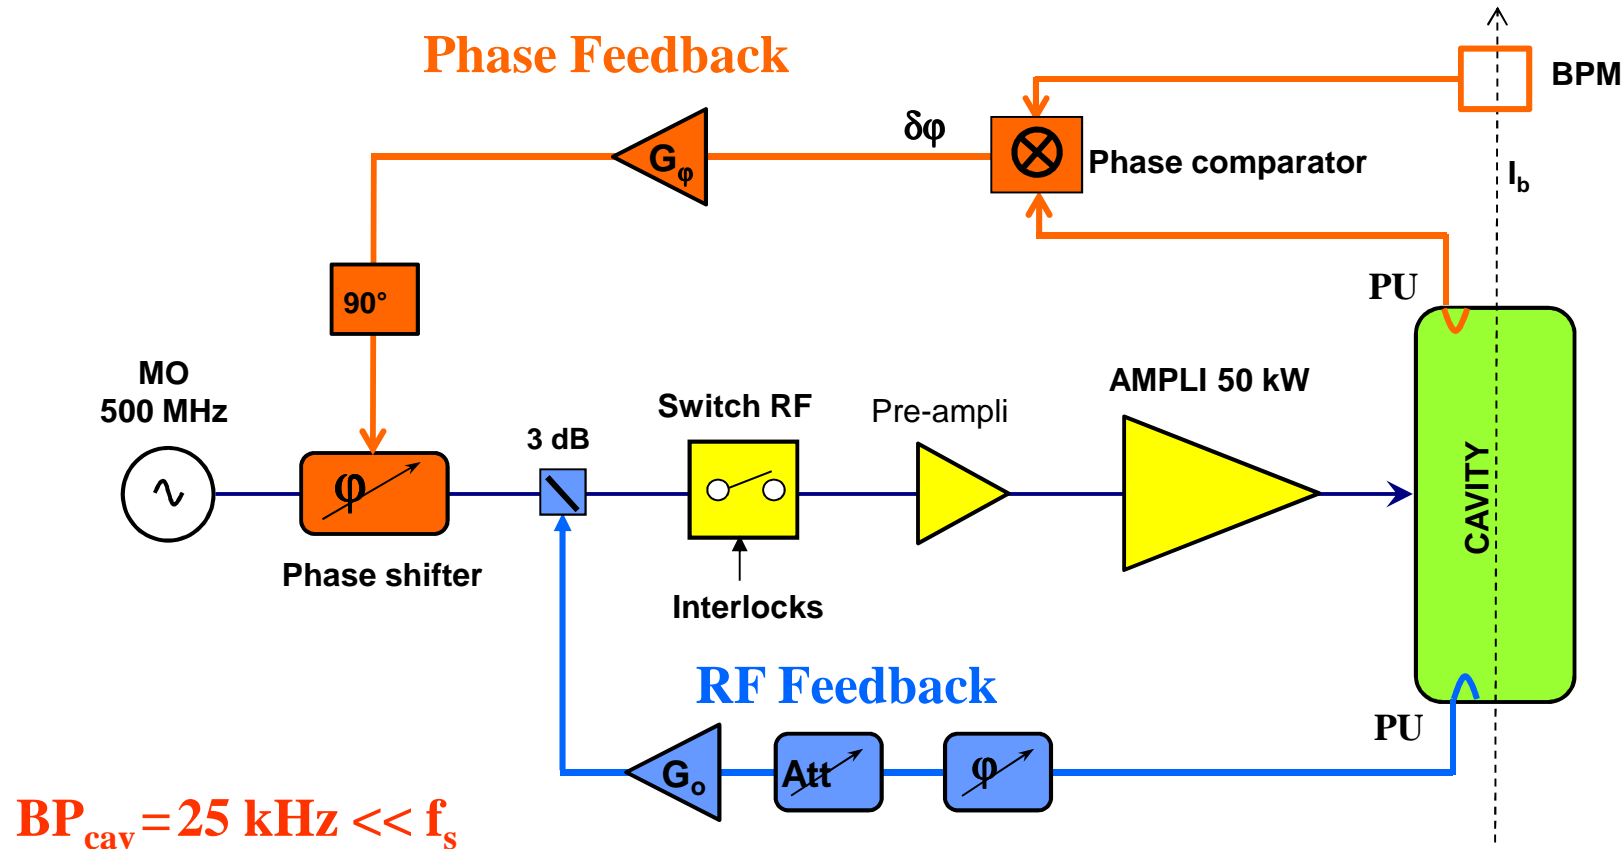 Phase Feedback
BPM
δφ
Gφ
Phase comparator
Ib
PU
90°
MO
500 MHz
AMPLI 50 kW
Switch RF
Pre-ampli
3 dB
φ
CAVITY
Phase shifter
Interlocks
RF Feedback
PU
Go
Att
φ
BPcav = 25 kHz << fs